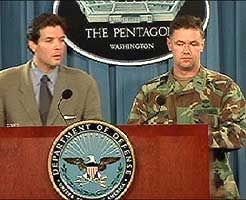 THE PENTAGON
WASHINGTON
DEPARTMENT OF DEFENSE